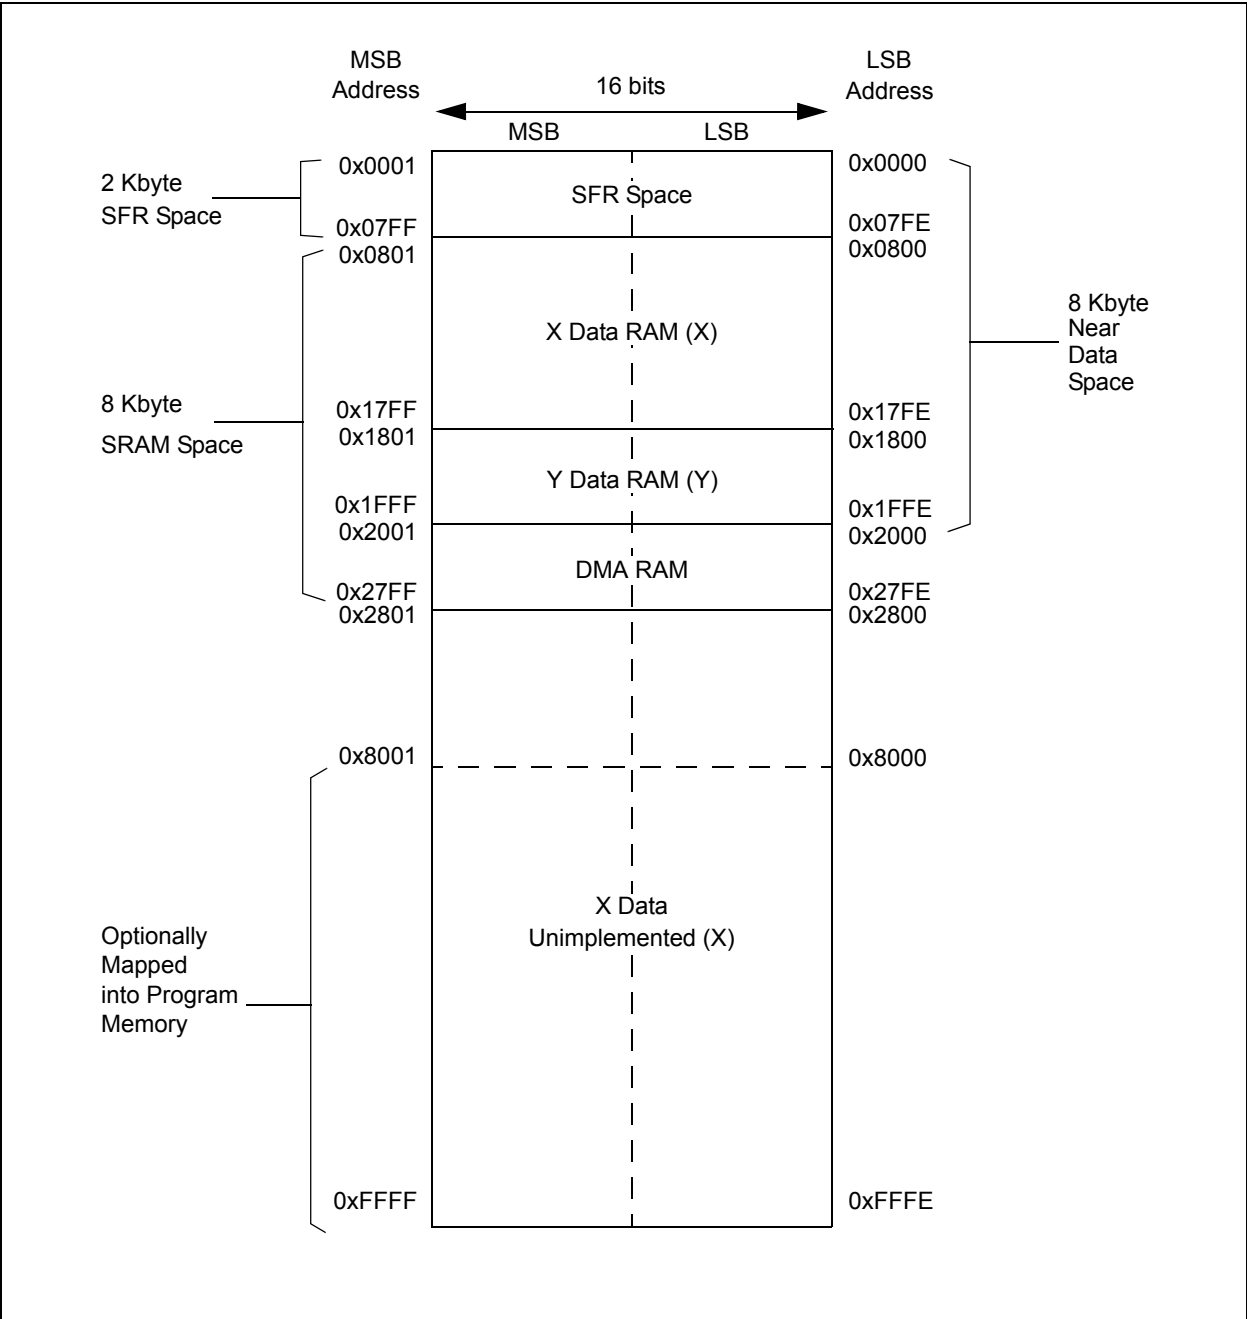 MSB
Address
LSB
Address
16 bits
MSB
LSB
2 Kbyte
SFR Space
0x0001
SFR Space
0x0000
0x07FF
0x07FE
0x0801
0x0800
X Data RAM (X)
8 Kbyte
Near
Data
Space
8 Kbyte
SRAM Space
0x17FF
0x17FE
0x1801
0x1800
Y Data RAM (Y)
0x1FFF
0x1FFE
0x2001
0x2000
DMA RAM
0x27FF
0x27FE
0x2801
0x2800
0x8001
0x8000
X Data
Unimplemented (X)
Optionally
Mapped
into Program
Memory
0xFFFF
0xFFFE